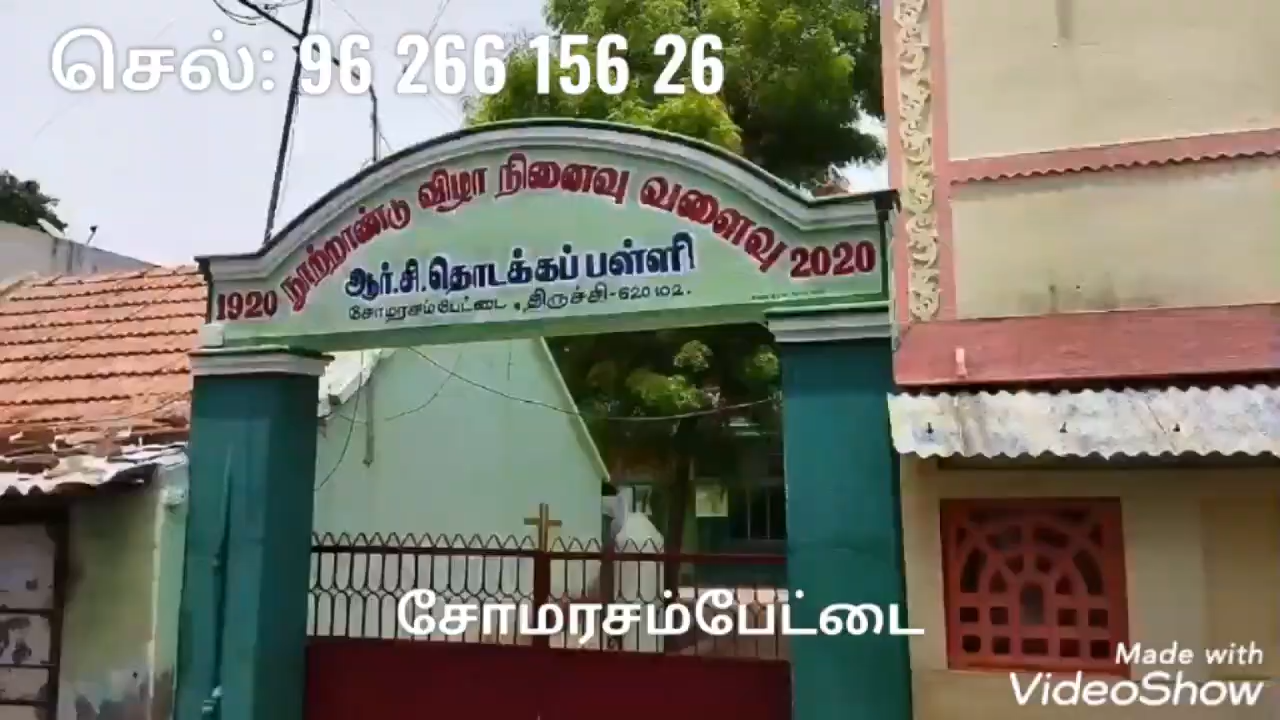 செல்: 96 266 156 26
1920 நூற்றாண்டு விழா நினைவு வளைவு 2020
ஆர்.சி.தொடக்கப் பள்ளி
சோமரசம்பேட்டை, திருச்சி-620 102.
சோமரசம்பேட்டை
Made with
VideoShow